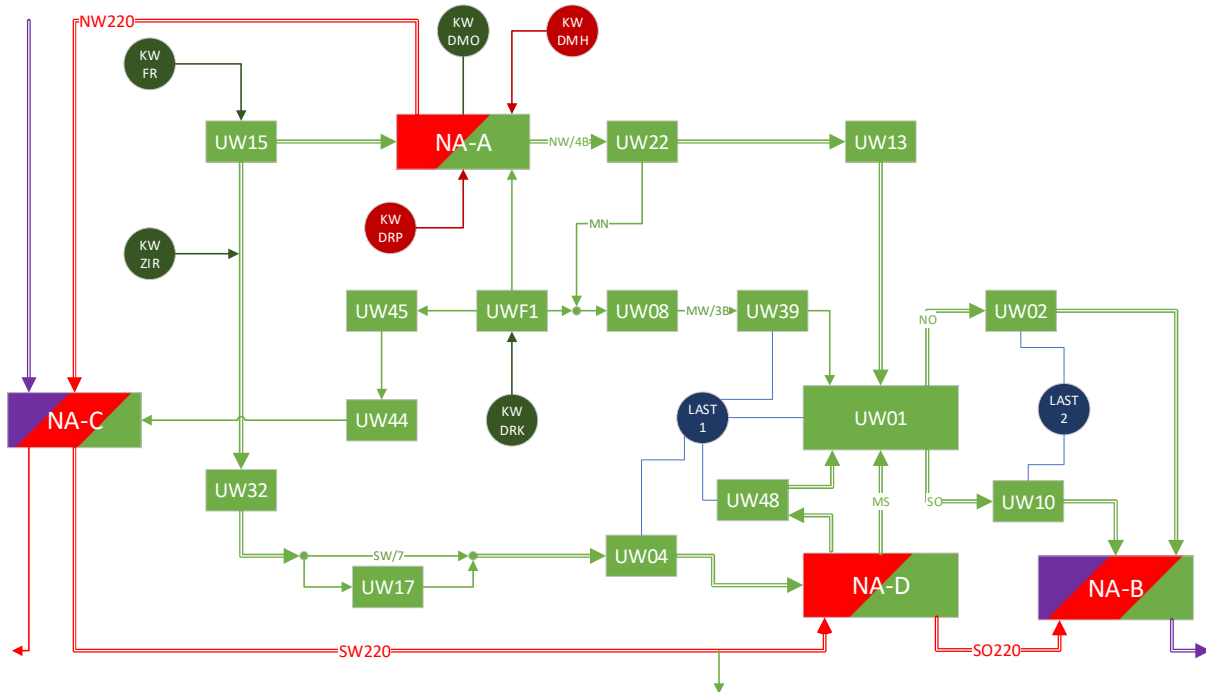 NW220
KW
DMO
KW
DMH
KW
FR
UW15
NA-A
NW/4B
UW22
UW13
KW
DRP
MN
KW
ZIR
UW45
UWF1
UW08
MW/3B
UW39
NO
UW02
NA-C
UW44
KW
DRK
LAST
1
UW01
LAST
2
UW32
UW48
MS
SO
UW10
SW/7
UW04
UW17
NA-D
NA-B
SW220
SO220